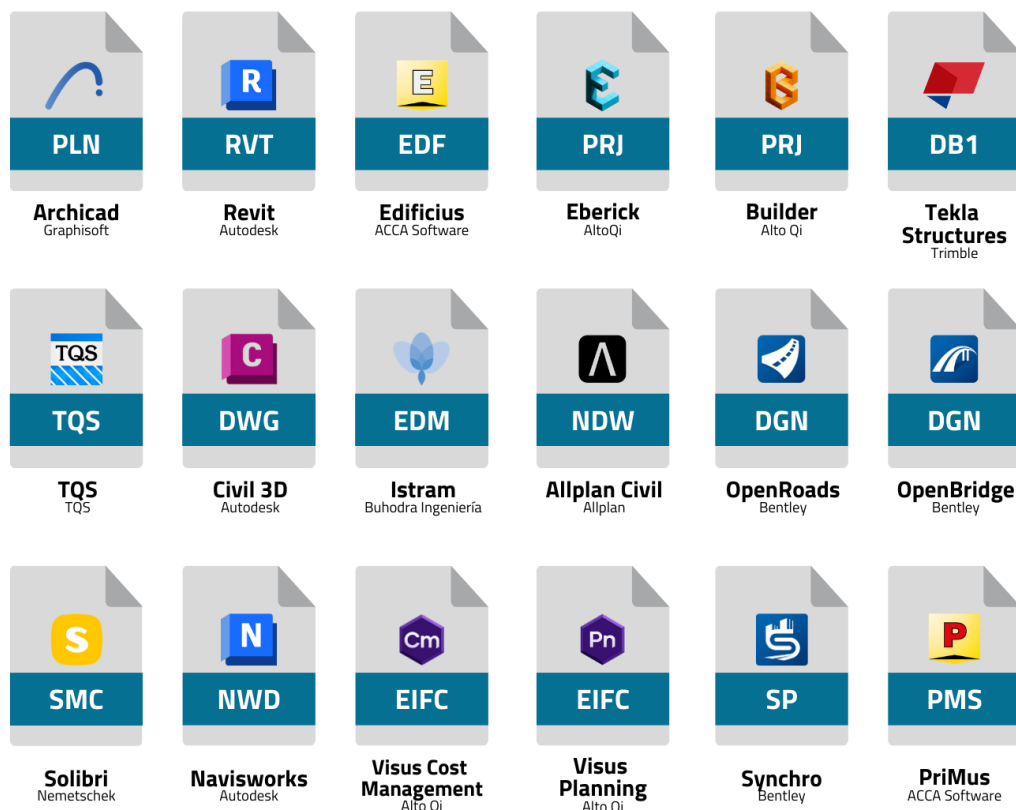 R E E B
PLN RVT EDF PRJ PRJ DB1
Archicad Revit Edificius Eberick Builder Tekla
Structures
Graphisoft Autodesk ACCA Software AltoQi Alto Qi Trimble
TQS C
TQS DWG EDM NDW DGN DGN
TQS Civil 3D Istram Allplan Civil OpenRoads OpenBridge
TQS Autodesk Buhodra Ingeniería Allplan Bentley Bentley
S N Cm Pn S P
SMC NWD EIFC EIFC SP PMS
Solibri Navisworks Visus Cost
Management Visus
Planning Synchro PriMus
Nemetschek Autodesk Alto Qi Alto Qi Bentley ACCA Software